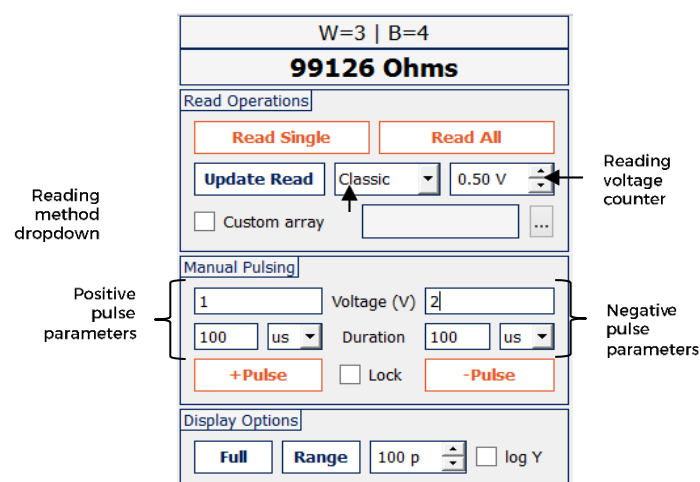 W=3 | B=4
99126 Ohms
Read Operations
Read Single Read All
Update Read Classic 0.50 V
Custom array ...
Reading
method
dropdown
Reading
voltage
counter
Manual Pulsing
1 Voltage (V) 2
100 us Duration 100 us
+Pulse Lock -Pulse
Positive
pulse
parameters
Negative
pulse
parameters
Display Options
Full Range 100 p log Y